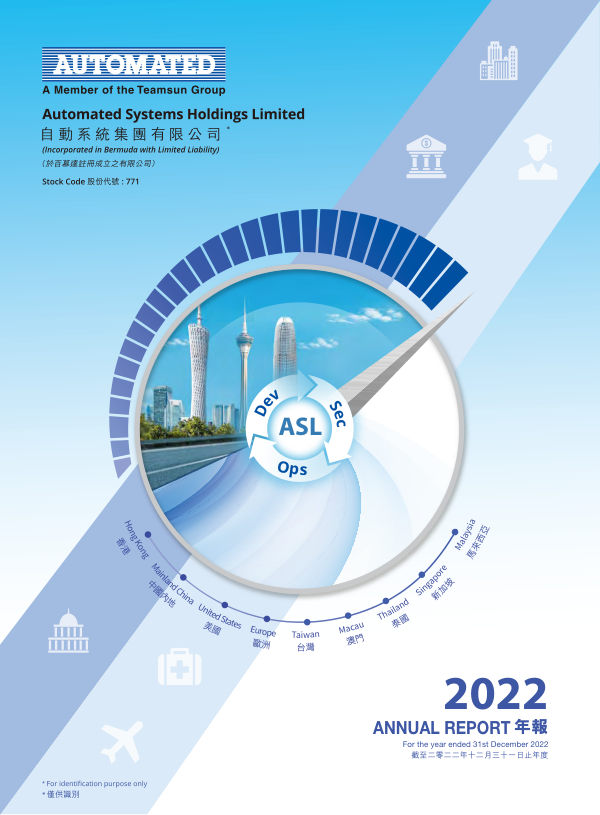 AUTOMATED
A Member of the Teamsun Group
Automated Systems Holdings Limited
自動系統集團有限公司*
(Incorporated in Bermuda with Limited Liability)
（於百慕達註冊成立之有限公司）
Stock Code 股份代號 : 771
Dev
Sec
ASL
Ops
Hong Kong
香港
Mainland China
中國內地
United States
美國
Europe
歐洲
Taiwan
台灣
Macau
澳門
Thailand
泰國
Singapore
新加坡
Malaysia
馬來西亞
2022
ANNUAL REPORT 年報
For the year ended 31st December 2022
截至二零二二年十二月三十一日止年度
* For identification purpose only
* 僅供識別